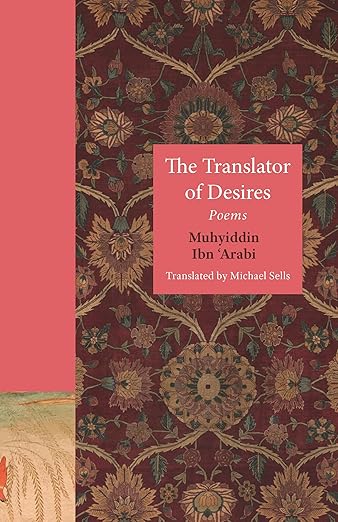 The Translator
of Desires
Poems
Muhyiddin
Ibn ‘Arabi
Translated by Michael Sells